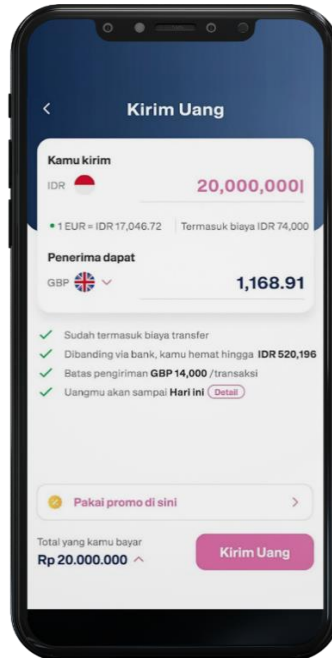 Kirim Uang
Kamu kirim
IDR 20,000,000
1 EUR = IDR 17,046.72 Termasuk biaya IDR 74,000
Penerima dapat
GBP 1,168.91
Sudah termasuk biaya transfer
Dibanding via bank, kamu hemat hingga IDR 520,196
Batas pengiriman GBP 14,000 /transaksi
Uangmu akan sampai Hari ini Detail
Pakai promo di sini
Total yang kamu bayar
Rp 20.000.000
Kirim Uang